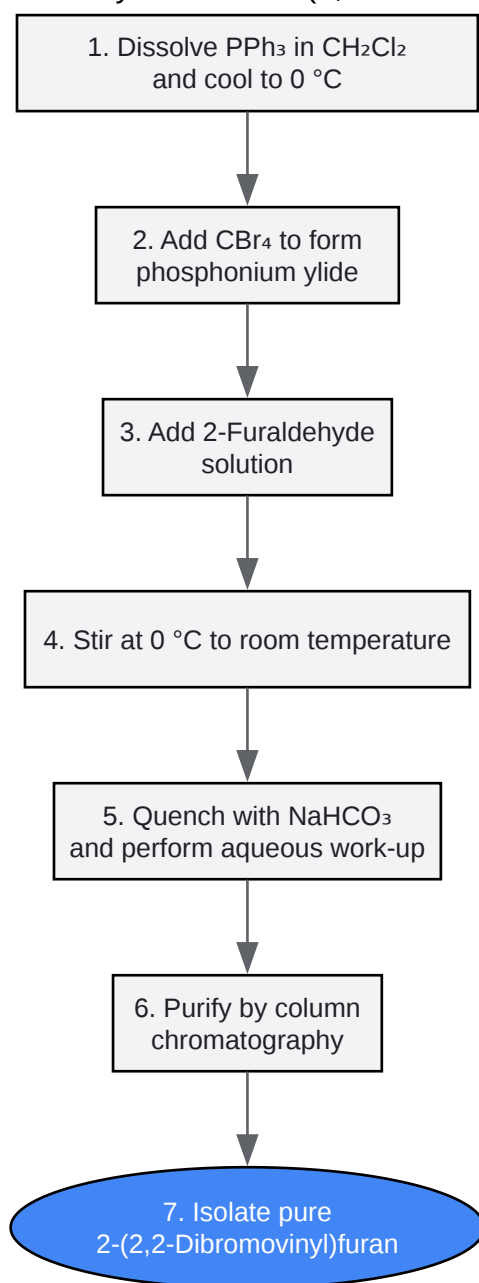 1. Dissolve PPh₃ in CH₂Cl₂
and cool to 0 °C
2. Add CBr₄ to form
phosphonium ylide
3. Add 2-Furaldehyde
solution
4. Stir at 0 °C to room temperature
5. Quench with NaHCO₃
and perform aqueous work-up
6. Purify by column
chromatography
7. Isolate pure
2-(2,2-Dibromovinyl)furan